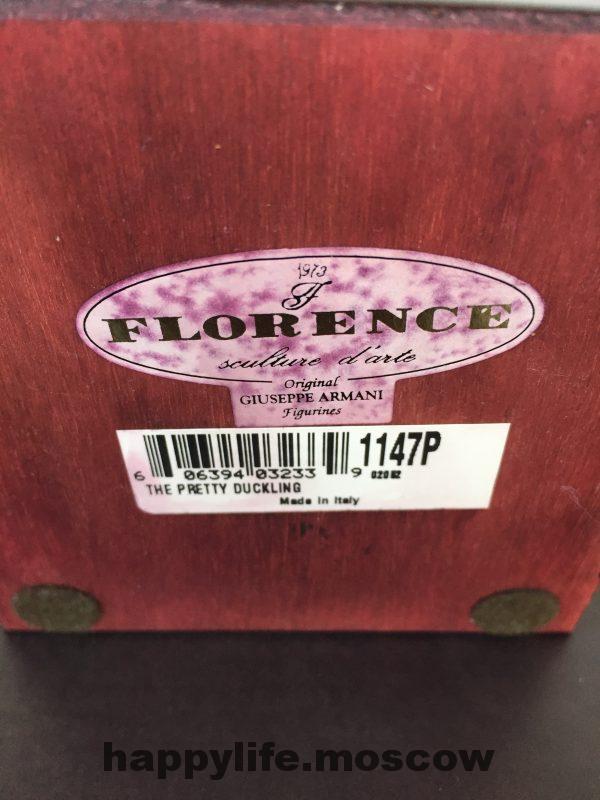 1973
F
FLORENCE
sculture d'arte
Original
GIUSEPPE ARMANI
Figurines
1147P
6 06394 03233 9 02082
THE PRETTY DUCKLING
Made in Italy
happylife.moscow